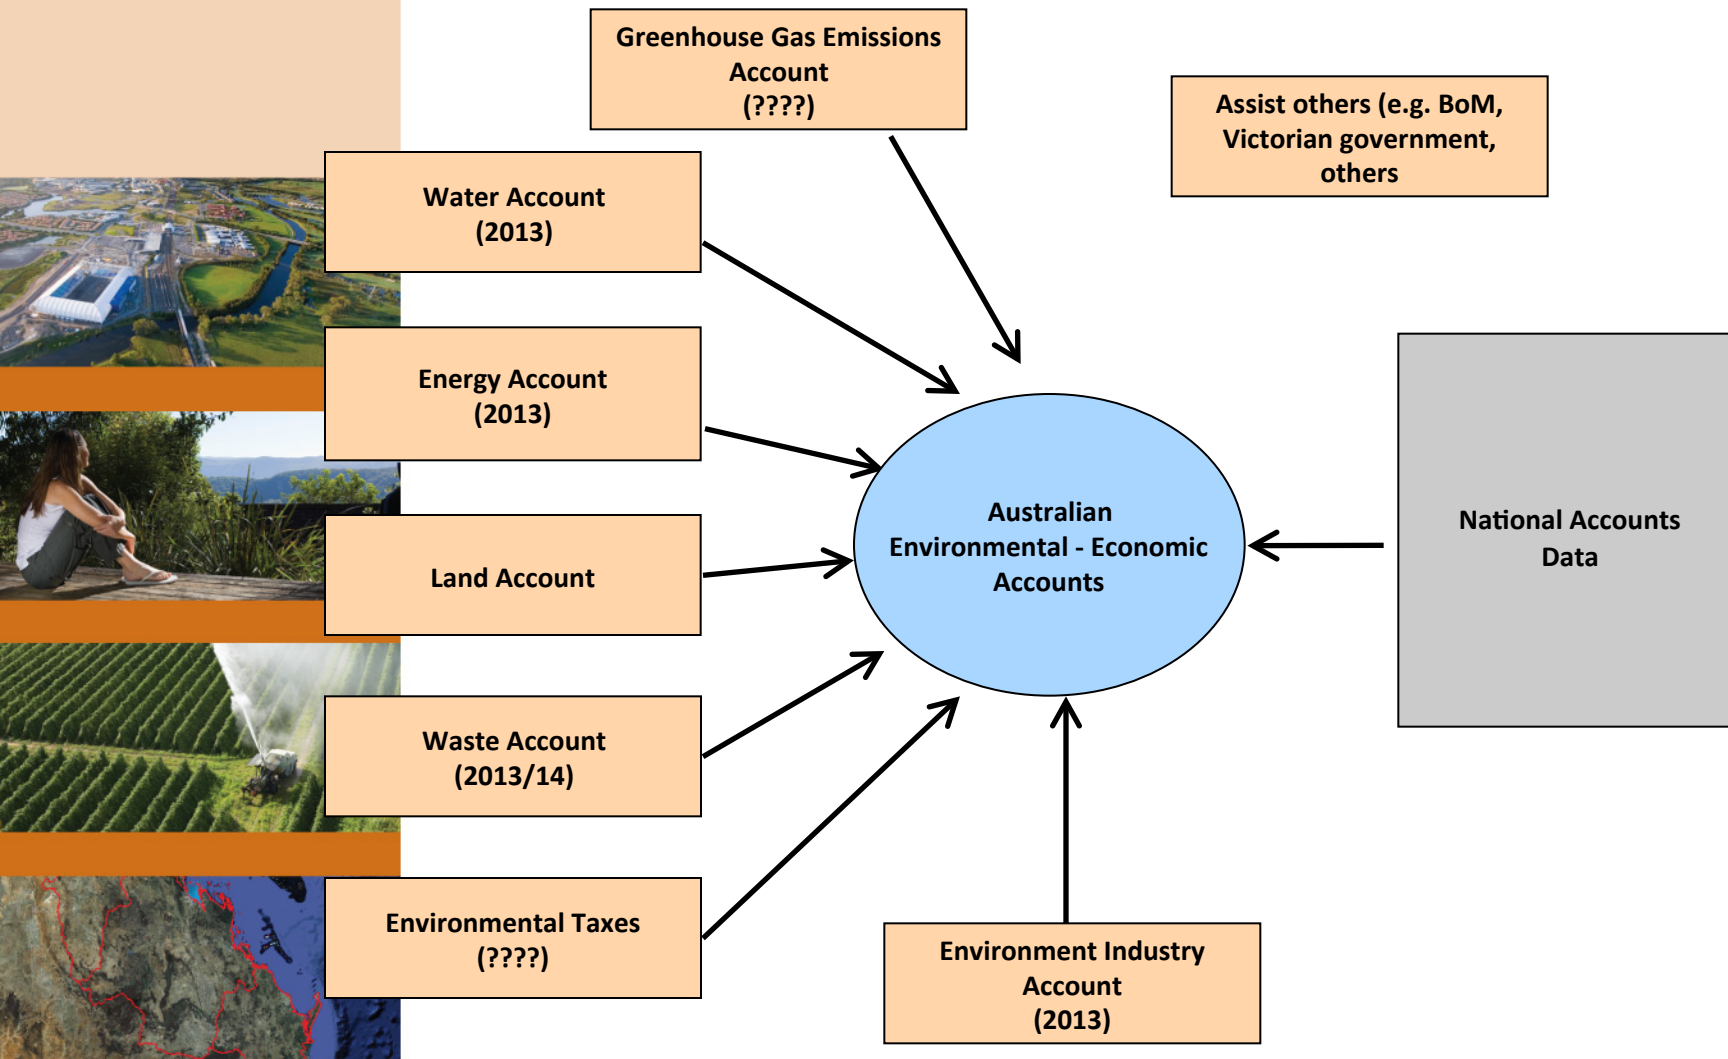 Greenhouse Gas Emissions
Account
(????)
Assist others (e.g. BoM,
Victorian government,
others
Water Account
(2013)
Energy Account
(2013)
Land Account
Waste Account
(2013/14)
Environmental Taxes
(????)
Australian
Environmental - Economic
Accounts
National Accounts
Data
Environment Industry
Account
(2013)